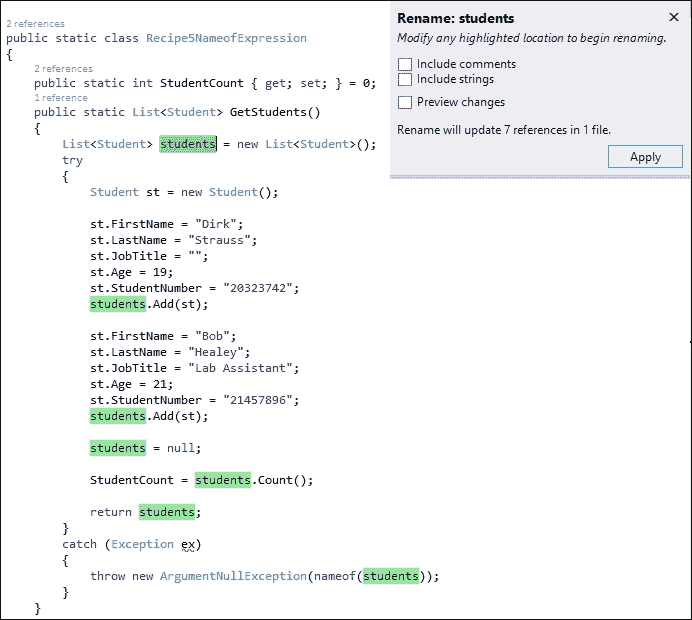 2 references
public static class Recipe5NameofExpression
{
2 references
public static int StudentCount { get; set; } = 0;
1 reference
public static List<Student> GetStudents()
{
List<Student> students = new List<Student>();
try
{
Student st = new Student();
st.FirstName = "Dirk";
st.LastName = "Strauss";
st.JobTitle = "";
st.Age = 19;
st.StudentNumber = "20323742";
students.Add(st);
st.FirstName = "Bob";
st.LastName = "Healey";
st.JobTitle = "Lab Assistant";
st.Age = 21;
st.StudentNumber = "21457896";
students.Add(st);
students = null;
StudentCount = students.Count();
return students;
}
catch (Exception ex)
{
throw new ArgumentNullException(nameof(students));
}
}
Rename: students
Modify any highlighted location to begin renaming.
Include comments
Include strings
Preview changes
Rename will update 7 references in 1 file.
Apply